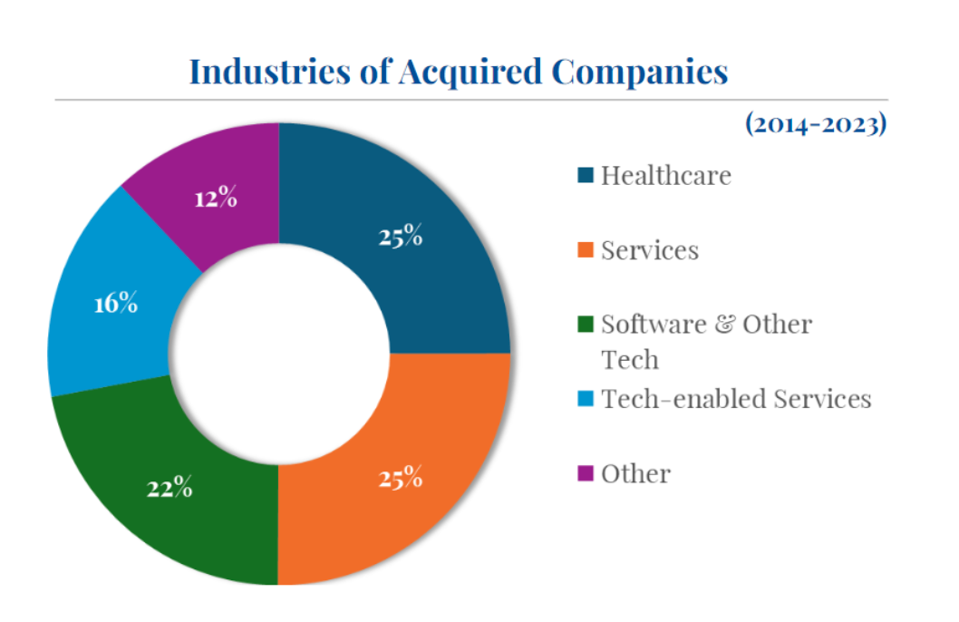 Industries of Acquired Companies
(2014-2023)
12%
25%
16%
22%
25%
Healthcare
Services
Software & Other
Tech
Tech-enabled Services
Other